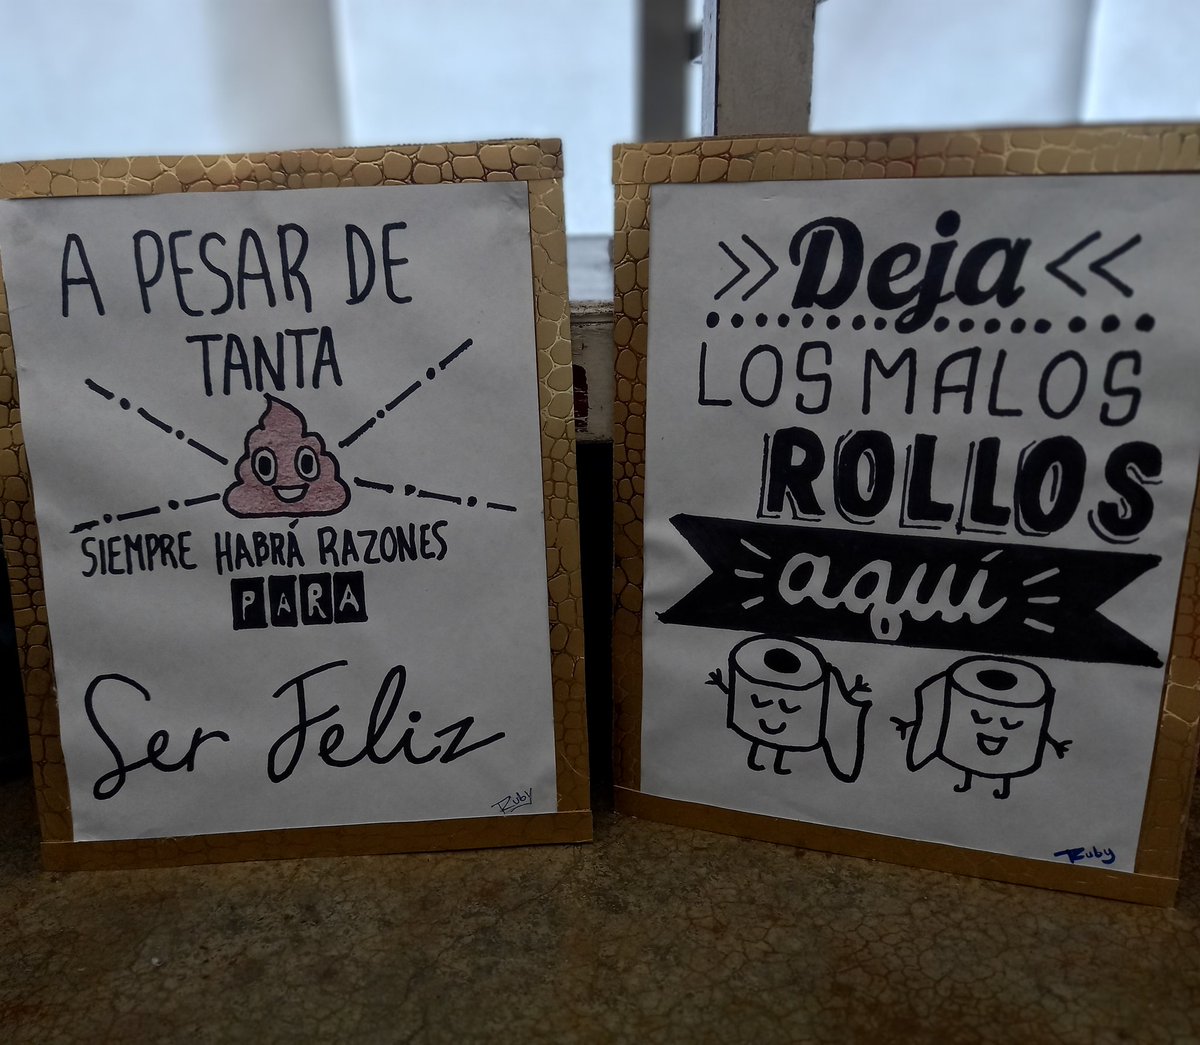 A PESAR DE
TANTA
SIEMPRE HABRÁ RAZONES
PARA
Ser Feliz
Ruby
>> Deja <<
LOS MALOS
ROLLOS
aquí
Ruby